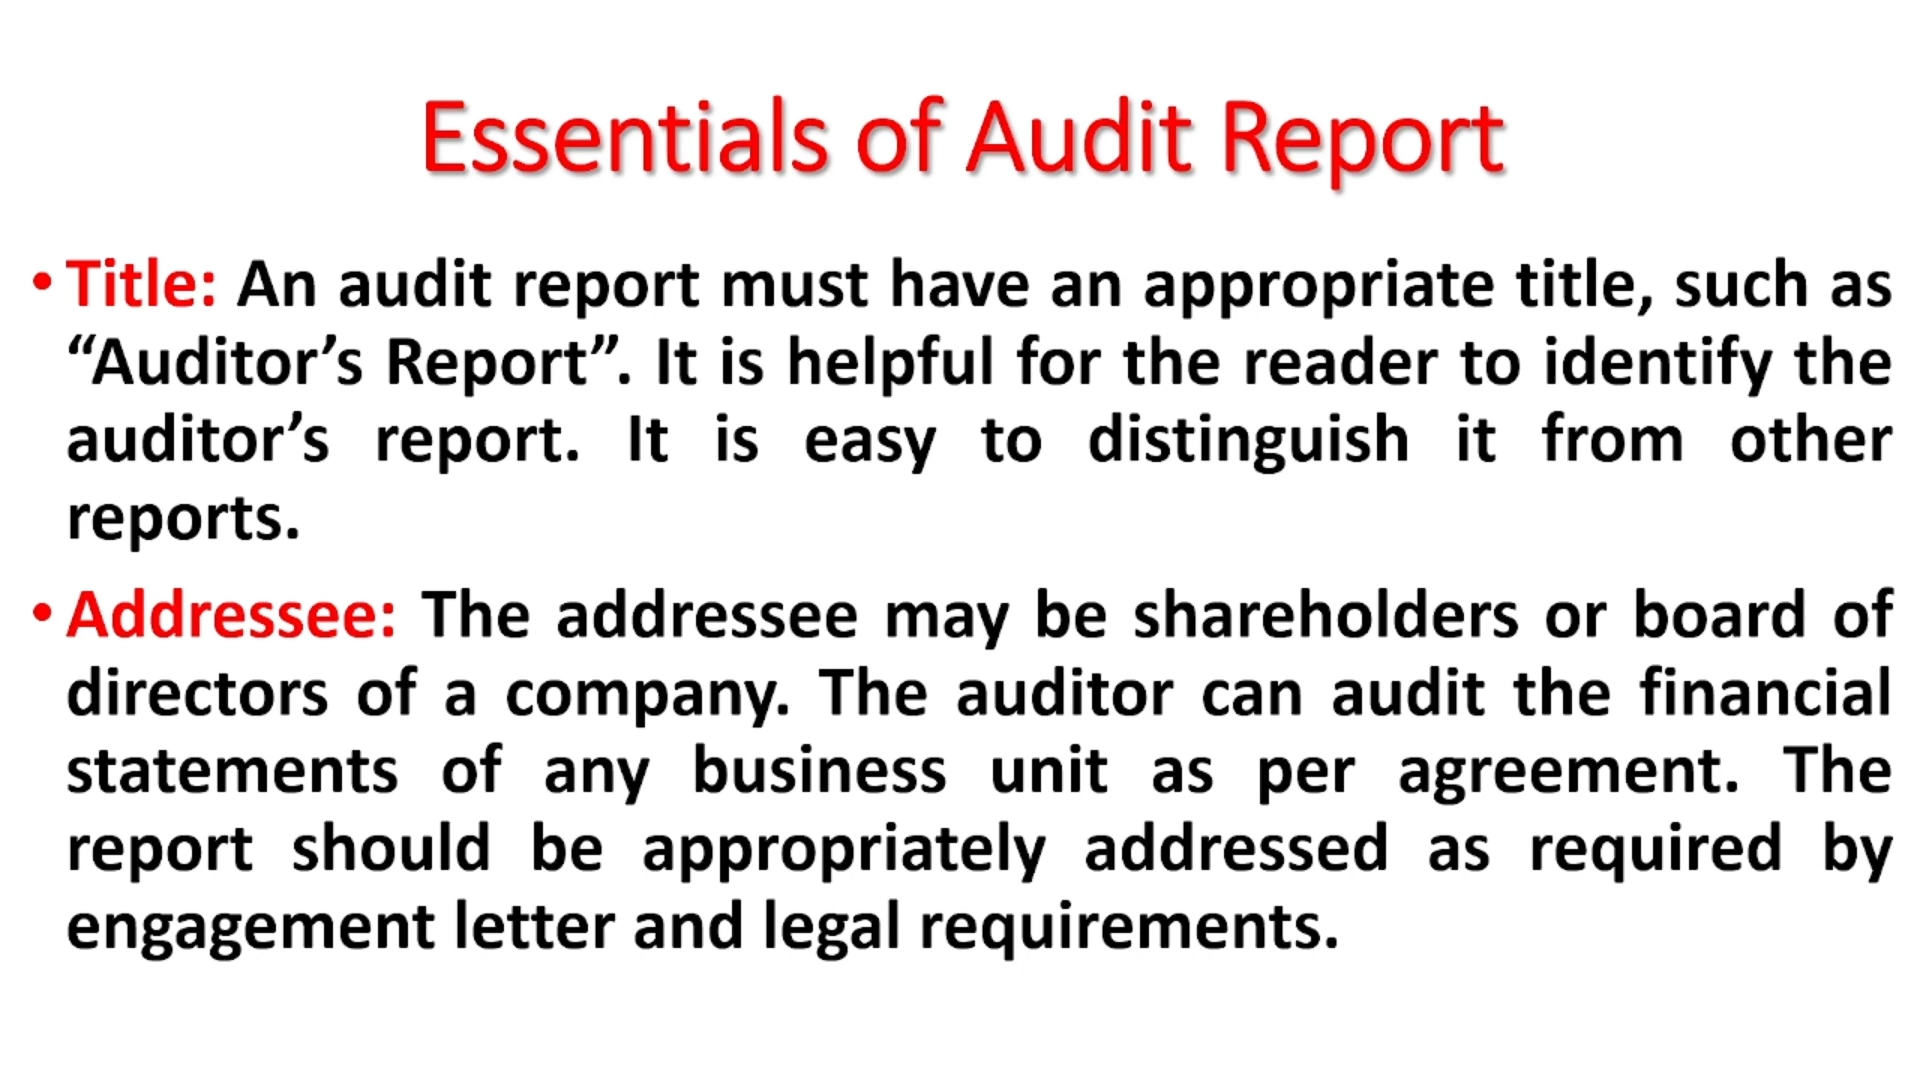 Essentials of Audit Report
• Title: An audit report must have an appropriate title, such as
“Auditor’s Report”. It is helpful for the reader to identify the
auditor’s report. It is easy to distinguish it from other
reports.
• Addressee: The addressee may be shareholders or board of
directors of a company. The auditor can audit the financial
statements of any business unit as per agreement. The
report should be appropriately addressed as required by
engagement letter and legal requirements.